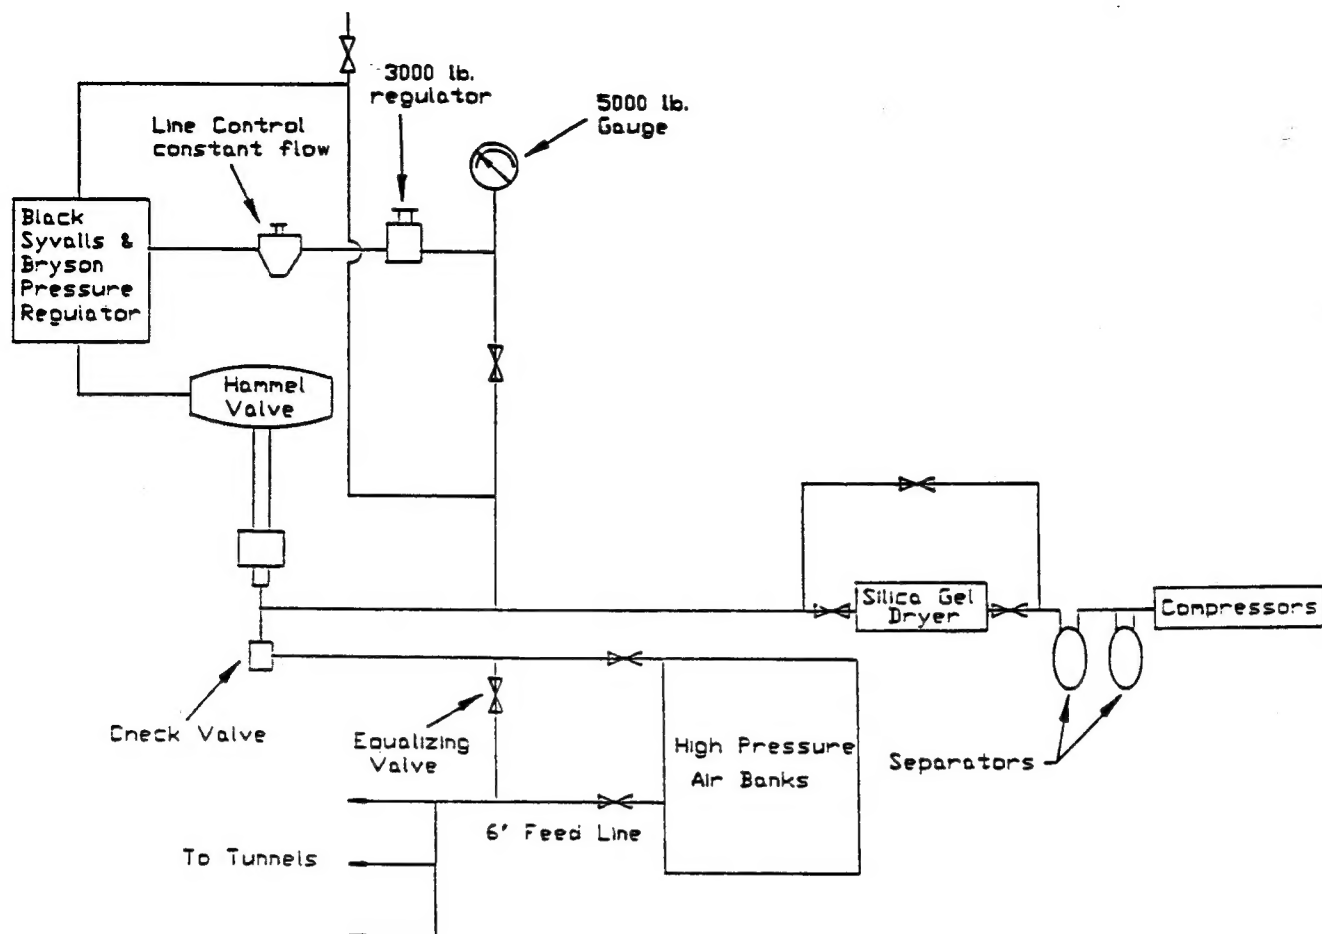 3000 lb.
regulator
5000 lb.
Gauge
Line Control
constant flow
Black
Syvalls &
Bryson
Pressure
Regulator
Hammel
Valve
Silica Gel
Dryer
Compressors
Check Valve
Equalizing
Valve
High Pressure
Air Banks
Separators
6' Feed Line
To Tunnels